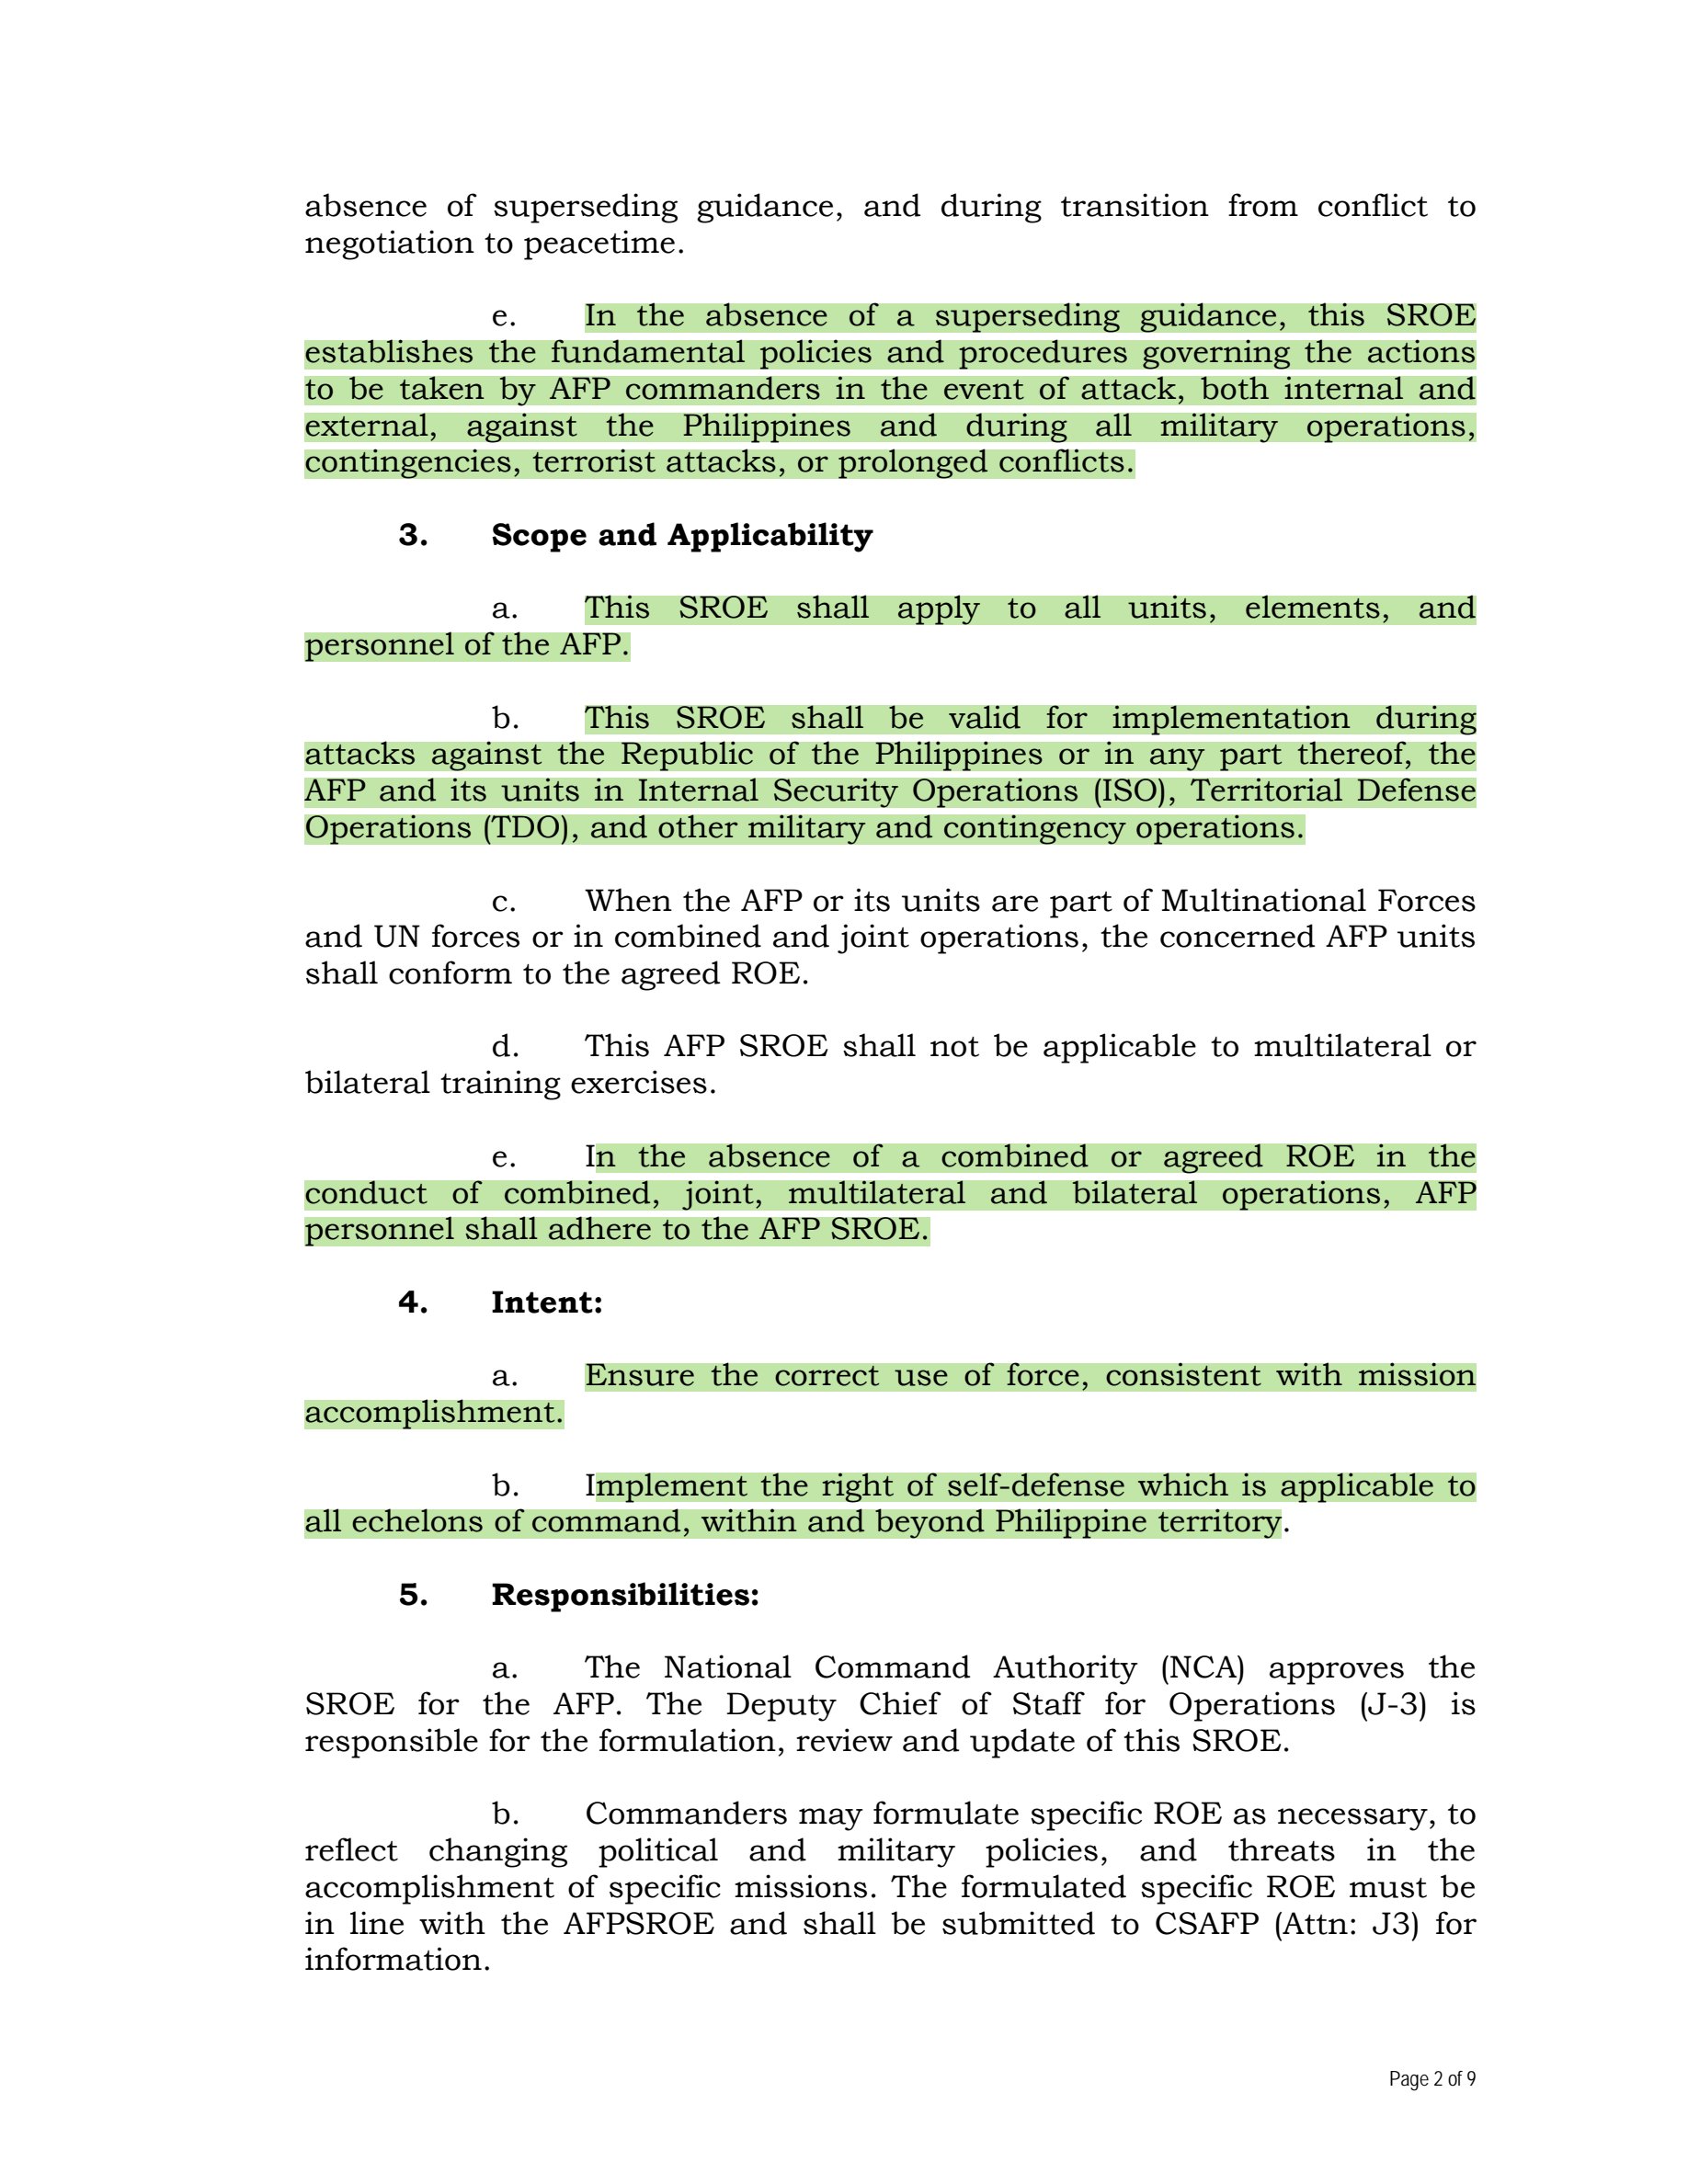 absence of superseding guidance, and during transition from conflict to
negotiation to peacetime.
e. In the absence of a superseding guidance, this SROE
establishes the fundamental policies and procedures governing the actions
to be taken by AFP commanders in the event of attack, both internal and
external, against the Philippines and during all military operations,
contingencies, terrorist attacks, or prolonged conflicts.
3. Scope and Applicability
a. This SROE shall apply to all units, elements, and
personnel of the AFP.
b. This SROE shall be valid for implementation during
attacks against the Republic of the Philippines or in any part thereof, the
AFP and its units in Internal Security Operations (ISO), Territorial Defense
Operations (TDO), and other military and contingency operations.
c. When the AFP or its units are part of Multinational Forces
and UN forces or in combined and joint operations, the concerned AFP units
shall conform to the agreed ROE.
d. This AFP SROE shall not be applicable to multilateral or
bilateral training exercises.
e. In the absence of a combined or agreed ROE in the
conduct of combined, joint, multilateral and bilateral operations, AFP
personnel shall adhere to the AFP SROE.
4. Intent:
a. Ensure the correct use of force, consistent with mission
accomplishment.
b. Implement the right of self-defense which is applicable to
all echelons of command, within and beyond Philippine territory.
5. Responsibilities:
a. The National Command Authority (NCA) approves the
SROE for the AFP. The Deputy Chief of Staff for Operations (J-3) is
responsible for the formulation, review and update of this SROE.
b. Commanders may formulate specific ROE as necessary, to
reflect changing political and military policies, and threats in the
accomplishment of specific missions. The formulated specific ROE must be
in line with the AFPSROE and shall be submitted to CSAFP (Attn: J3) for
information.
Page 2 of 9